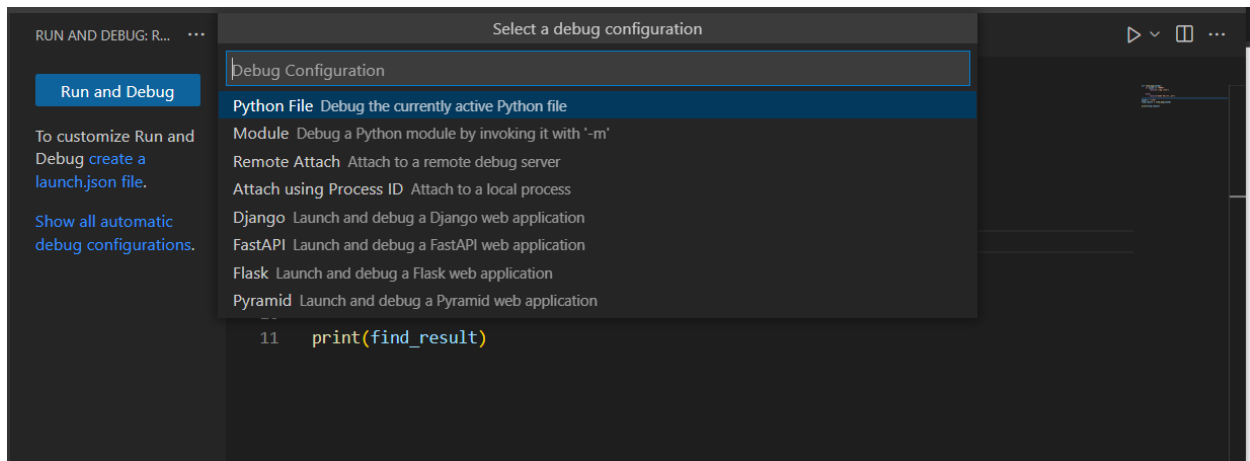 RUN AND DEBUG: R... ...
Select a debug configuration
Run and Debug
To customize Run and
Debug create a
launch.json file.
Show all automatic
debug configurations.
Debug Configuration
Python File Debug the currently active Python file
Module Debug a Python module by invoking it with '-m'
Remote Attach Attach to a remote debug server
Attach using Process ID Attach to a local process
Django Launch and debug a Django web application
FastAPI Launch and debug a FastAPI web application
Flask Launch and debug a Flask web application
Pyramid Launch and debug a Pyramid web application
11 print(find_result)